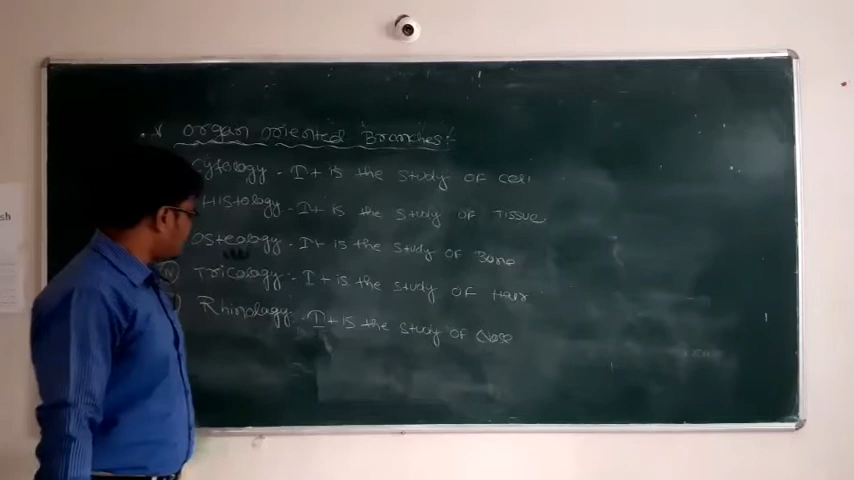 V Organ oriented Branches:-
Cytology - It is the study of cell
Histology - It is the study of Tissue
Osteology - It is the study of Bone
IV Tricology - It is the study of Hair
Rhinology - It is the study of Nose
sh